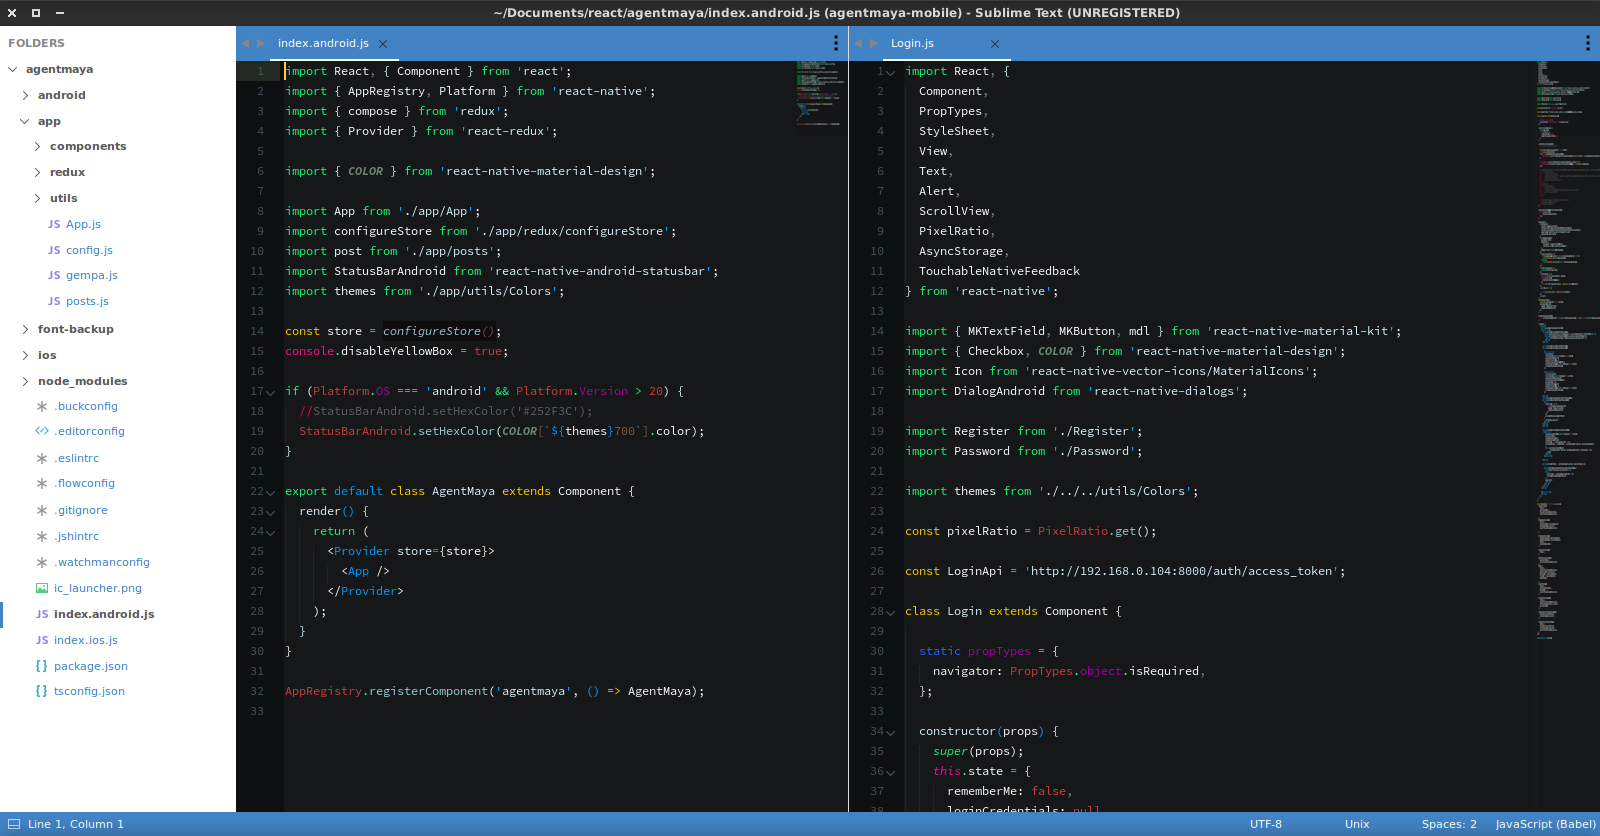 ~/Documents/react/agentmaya/index.android.js (agentmaya-mobile) - Sublime Text (UNREGISTERED)
FOLDERS
agentmaya
android
app
components
redux
utils
JS App.js
JS config.js
JS gempa.js
JS posts.js
font-backup
ios
node_modules
.buckconfig
.editorconfig
.eslintrc
.flowconfig
.gitignore
.jshintrc
.watchmanconfig
ic_launcher.png
JS index.android.js
JS index.ios.js
{} package.json
{} tsconfig.json
index.android.js
1 import React, { Component } from 'react';
2 import { AppRegistry, Platform } from 'react-native';
3 import { compose } from 'redux';
4 import { Provider } from 'react-redux';
5
6 import { COLOR } from 'react-native-material-design';
7
8 import App from './app/App';
9 import configureStore from './app/redux/configureStore';
10 import post from './app/posts';
11 import StatusBarAndroid from 'react-native-android-statusbar';
12 import themes from './app/utils/Colors';
13
14 const store = configureStore();
15 console.disableYellowBox = true;
16
17 if (Platform.OS === 'android' && Platform.Version > 20) {
18 //StatusBarAndroid.setHexColor('#252F3C');
19 StatusBarAndroid.setHexColor(COLOR[`${themes}700`].color);
20 }
21
22 export default class AgentMaya extends Component {
23 render() {
24 return (
25 <Provider store={store}>
26 <App />
27 </Provider>
28 );
29 }
30 }
31
32 AppRegistry.registerComponent('agentmaya', () => AgentMaya);
33
Login.js
1 import React, {
2 Component,
3 PropTypes,
4 StyleSheet,
5 View,
6 Text,
7 Alert,
8 ScrollView,
9 PixelRatio,
10 AsyncStorage,
11 TouchableNativeFeedback
12 } from 'react-native';
13
14 import { MKTextField, MKButton, mdl } from 'react-native-material-kit';
15 import { Checkbox, COLOR } from 'react-native-material-design';
16 import Icon from 'react-native-vector-icons/MaterialIcons';
17 import DialogAndroid from 'react-native-dialogs';
18
19 import Register from './Register';
20 import Password from './Password';
21
22 import themes from './../../utils/Colors';
23
24 const pixelRatio = PixelRatio.get();
25
26 const LoginApi = 'http://192.168.0.104:8000/auth/access_token';
27
28 class Login extends Component {
29
30 static propTypes = {
31 navigator: PropTypes.object.isRequired,
32 };
33
34 constructor(props) {
35 super(props);
36 this.state = {
37 rememberMe: false,
38 loginCredentials: null
Line 1, Column 1
UTF-8
Unix
Spaces: 2
JavaScript (Babel)